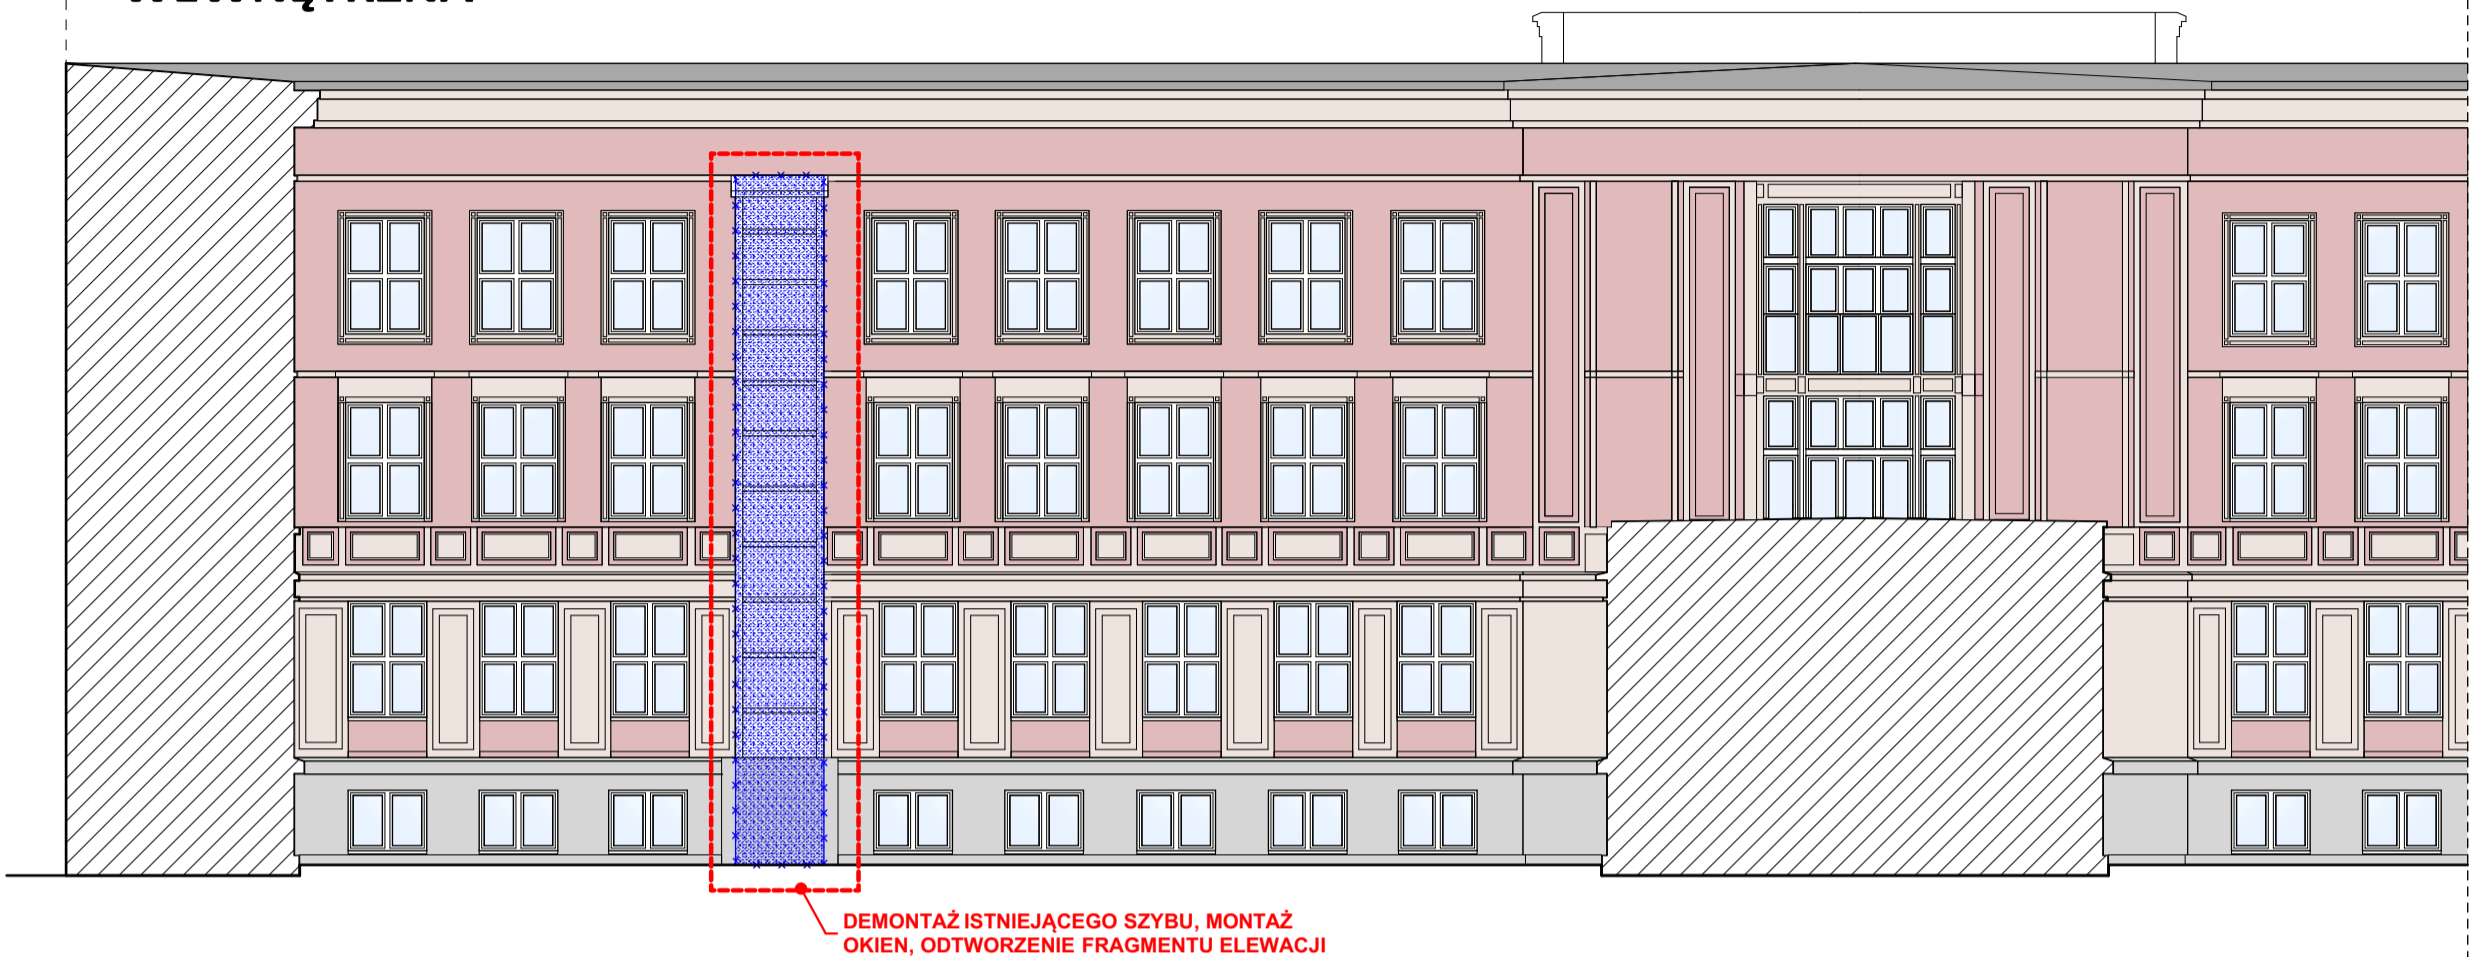 DEMONTAŻ ISTNIEJĄCEGO SZYBU, MONTAŻ
OKIEN, ODTWORZENIE FRAGMENTU ELEWACJI